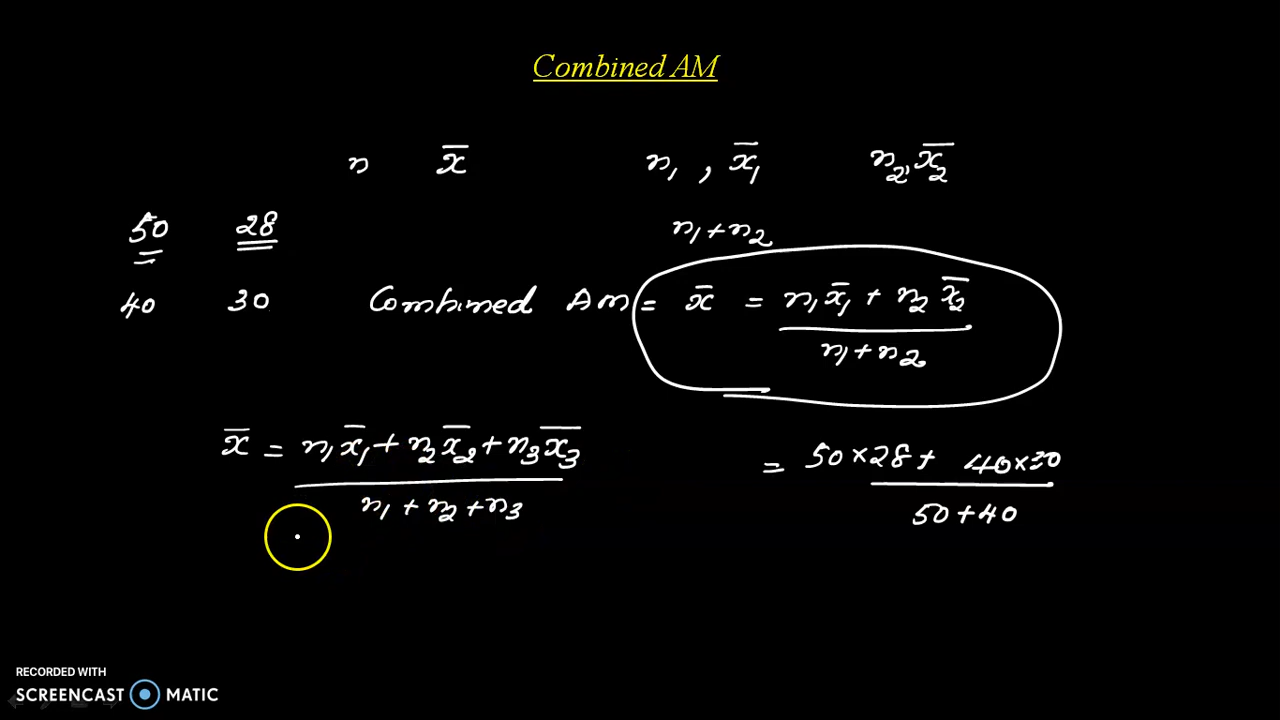 Combined AM
n x̄ n₁ , x̄₁ n₂, x̄₂
50 28 n₁+n₂
40 30 Combined AM = x̄ = n₁x̄₁ + n₂ x̄₂
n₁+n₂
x̄ = n₁x̄₁+n₂x̄₂+n₃x̄₃ = 50×28+ 40×30
n₁ + n₂ +n₃ 50+40
RECORDED WITH
SCREENCAST MATIC